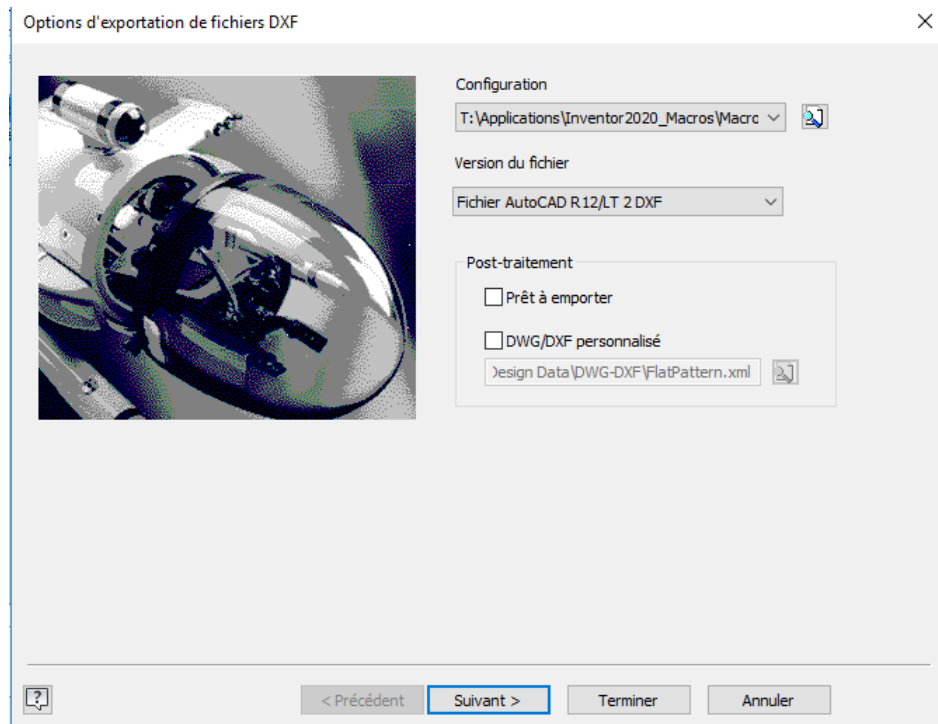 Options d'exportation de fichiers DXF
Configuration
T:\Applications\Inventor2020_Macros\Macrc
Version du fichier
Fichier AutoCAD R12/LT 2 DXF
Post-traitement
Prêt à emporter
DWG/DXF personnalisé
Design Data\DWG-DXF\FlatPattern.xml
< Précédent
Suivant >
Terminer
Annuler